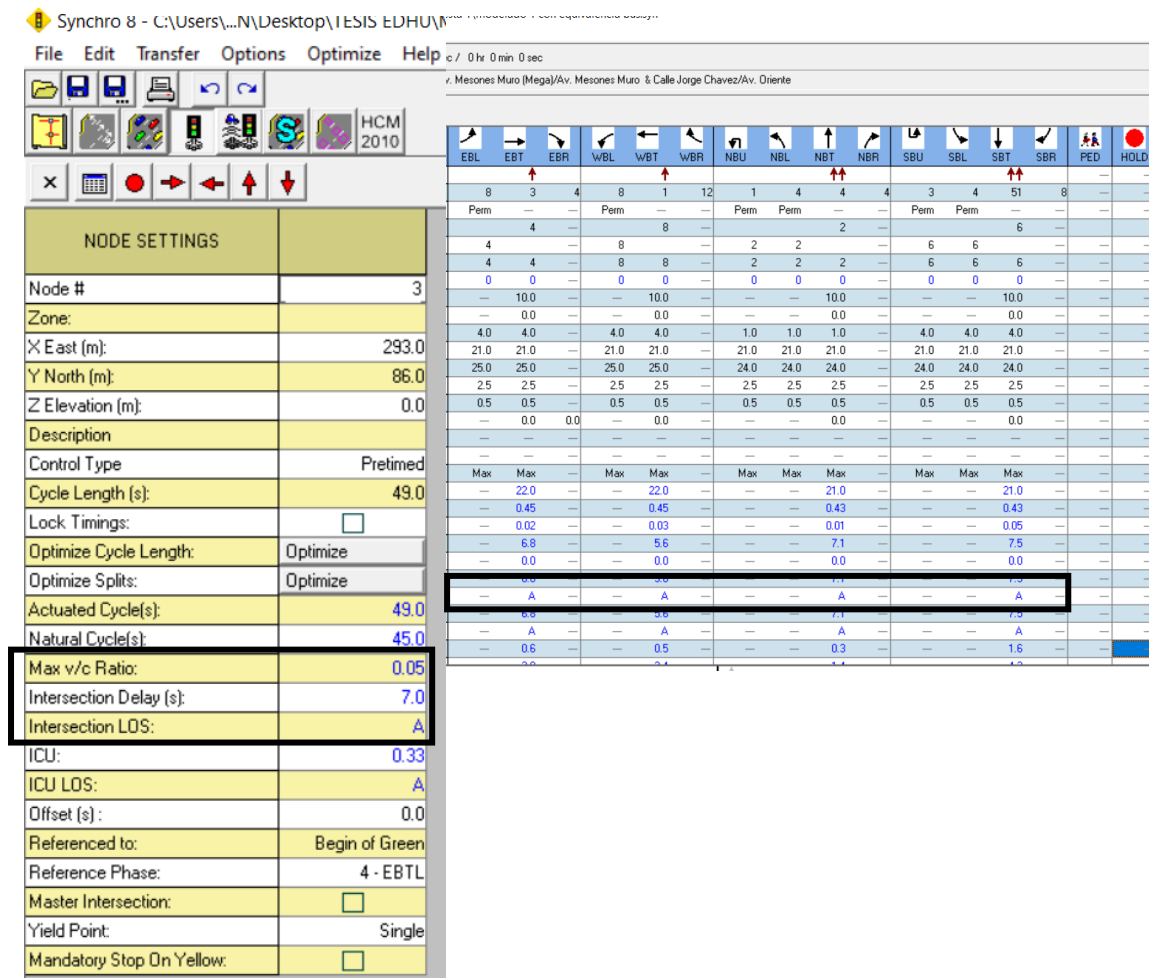 Synchro 8 - C:\Users\...N\Desktop\TESIS EDHU\M
File Edit Transfer Options Optimize Help
HCM 2010
NODE SETTINGS
Node # 3
Zone:
X East (m): 293.0
Y North (m): 86.0
Z Elevation (m): 0.0
Description
Control Type Pretimed
Cycle Length (s): 49.0
Lock Timings:
Optimize Cycle Length: Optimize
Optimize Splits: Optimize
Actuated Cycle(s): 49.0
Natural Cycle(s): 45.0
Max v/c Ratio: 0.05
Intersection Delay (s): 7.0
Intersection LOS: A
ICU: 0.33
ICU LOS: A
Offset (s) : 0.0
Referenced to: Begin of Green
Reference Phase: 4 - EBTL
Master Intersection:
Yield Point: Single
Mandatory Stop On Yellow:
/ 0 hr 0 min 0 sec
. Mesones Muro (Mega)/Av. Mesones Muro & Calle Jorge Chavez/Av. Oriente
EBL EBT EBR WBL WBT WBR NBU NBL NBT NBR SBU SBL SBT SBR PED HOLD
8 3 4 8 1 12 1 4 4 4 3 4 51 8
Perm — Perm — Perm Perm — Perm Perm —
4 — 8 — 2 — 6 —
4 — 8 — 2 2 — 6 6 —
4 4 — 8 8 — 2 2 2 — 6 6 6 —
0 0 — 0 0 — 0 0 0 — 0 0 0 —
— 10.0 — — 10.0 — — — 10.0 — — — 10.0 —
— 0.0 — — 0.0 — — — 0.0 — — — 0.0 —
4.0 4.0 — 4.0 4.0 — 1.0 1.0 1.0 — 4.0 4.0 4.0 —
21.0 21.0 — 21.0 21.0 — 21.0 21.0 21.0 — 21.0 21.0 21.0 —
25.0 25.0 — 25.0 25.0 — 24.0 24.0 24.0 — 24.0 24.0 24.0 —
2.5 2.5 — 2.5 2.5 — 2.5 2.5 2.5 — 2.5 2.5 2.5 —
0.5 0.5 — 0.5 0.5 — 0.5 0.5 0.5 — 0.5 0.5 0.5 —
— 0.0 0.0 — 0.0 — — — 0.0 — — — 0.0 —
— — — — — — — — — — — — — —
— — — — — — — — — — — — — —
Max Max — Max Max — Max Max Max — Max Max Max —
— 22.0 — — 22.0 — — — 21.0 — — — 21.0 —
— 0.45 — — 0.45 — — — 0.43 — — — 0.43 —
— 0.02 — — 0.03 — — — 0.01 — — — 0.05 —
— 6.8 — — 5.6 — — — 7.1 — — — 7.5 —
— 0.0 — — 0.0 — — — 0.0 — — — 0.0 —
— 6.8 — — 5.6 — — — 7.1 — — — 7.5 —
— A — — A — — — A — — — A —
— 6.8 — — 5.6 — — — 7.1 — — — 7.5 —
— A — — A — — — A — — — A —
— 0.6 — — 0.5 — — — 0.3 — — — 1.6 —